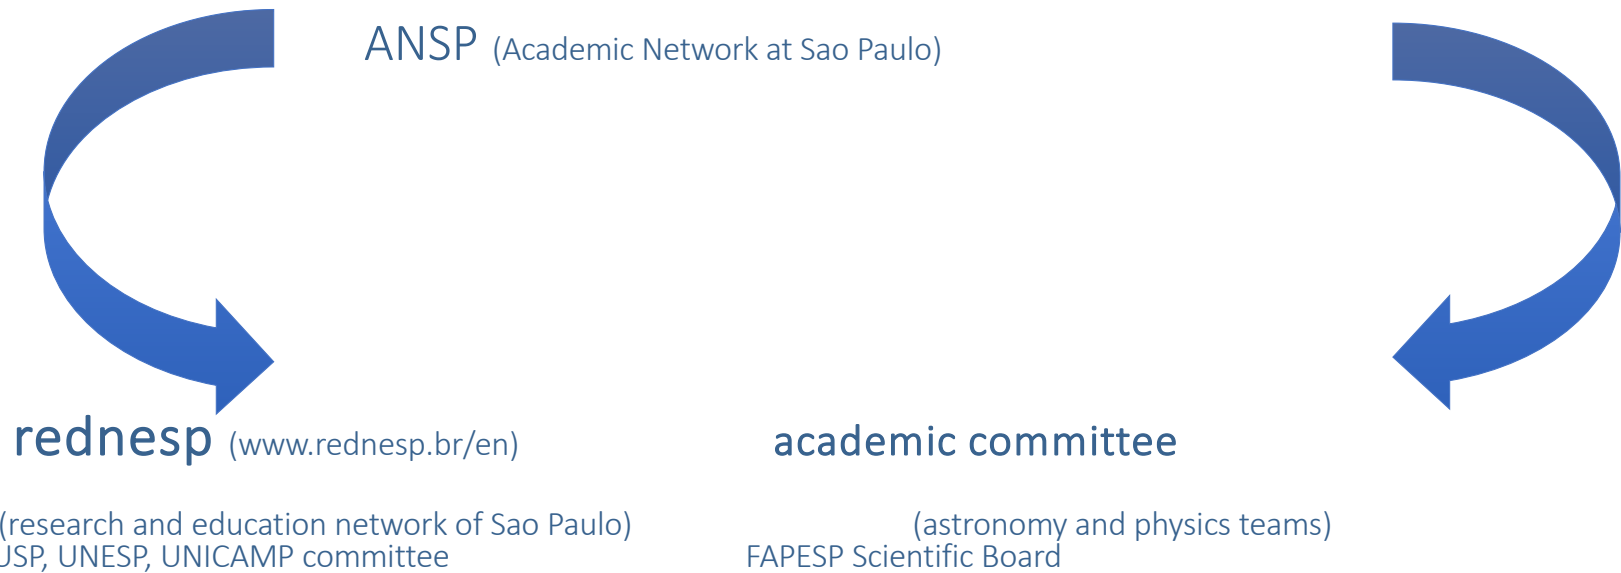 ANSP (Academic Network at Sao Paulo)
rednesp (www.rednesp.br/en)
academic committee
(research and education network of Sao Paulo)
(astronomy and physics teams)
USP, UNESP, UNICAMP committee
FAPESP Scientific Board